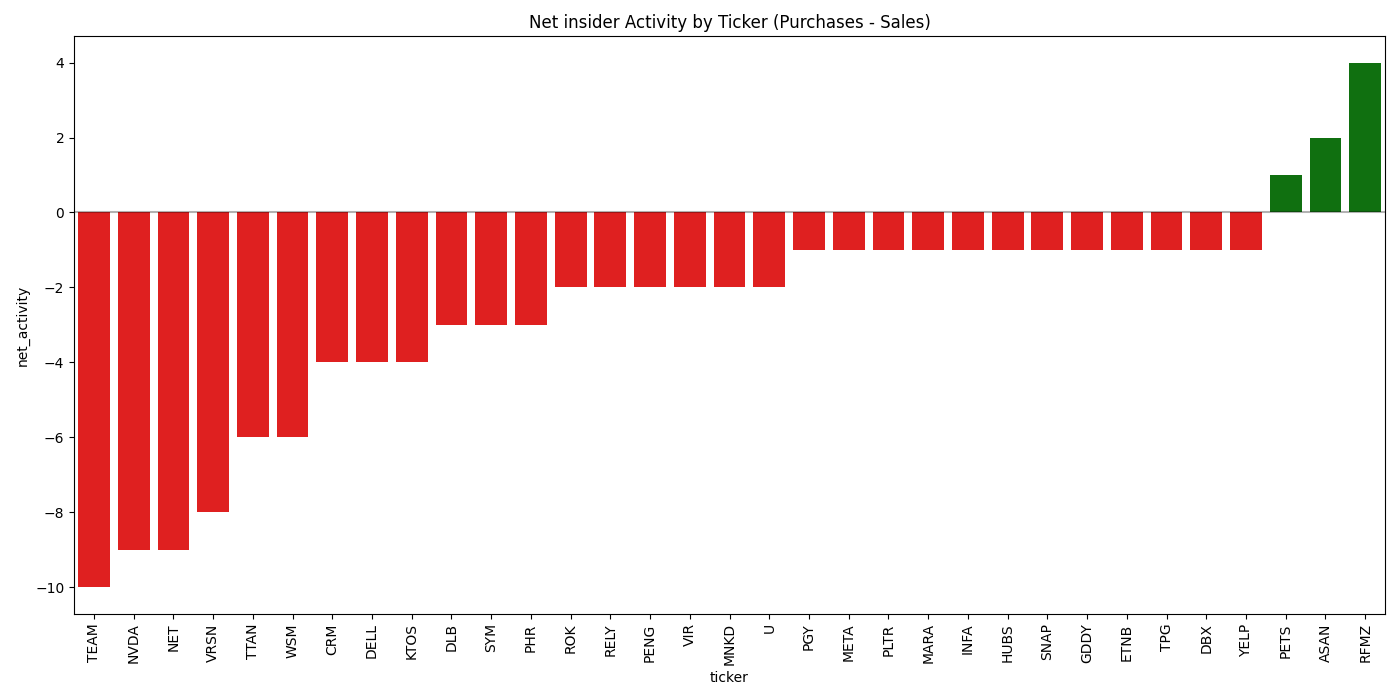 Net insider Activity by Ticker (Purchases - Sales)
net_activity
4
2
0
−2
−4
−6
−8
−10
TEAM
NVDA
NET
VRSN
TTAN
WSM
CRM
DELL
KTOS
DLB
SYM
PHR
ROK
RELY
PENG
VIR
MNKD
U
PGY
META
PLTR
MARA
INFA
HUBS
SNAP
GDDY
ETNB
TPG
DBX
YELP
PETS
ASAN
RFMZ
ticker